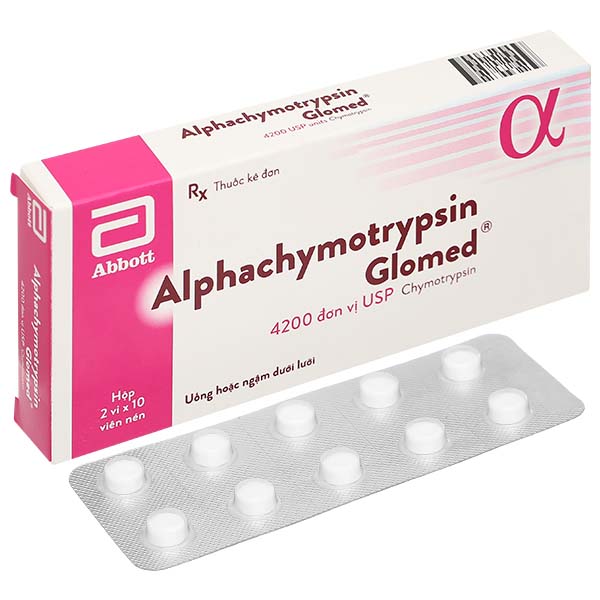 Alphachymotrypsin
Glomed®
4200 USP units Chymotrypsin
α
Rx Thuốc kê đơn
Abbott
Alphachymotrypsin
Glomed®
4200 đơn vị USP Chymotrypsin
Uống hoặc ngậm dưới lưỡi
Hộp
2 vỉ x 10
viên nén
Alphachymotrypsin
Glomed
4200 đơn vị USP